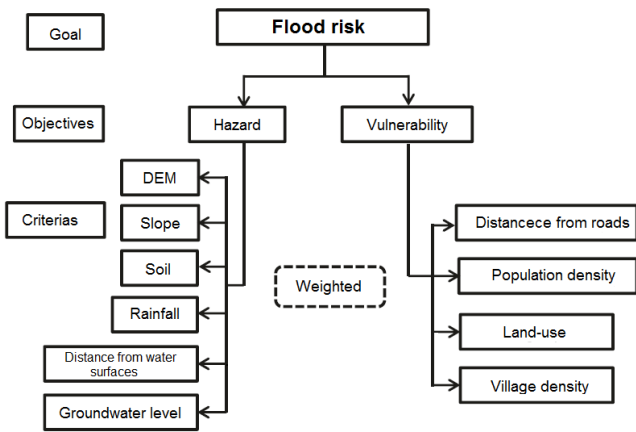 Goal
Flood risk
Objectives
Hazard
Vulnerability
Criterias
DEM
Slope
Soil
Rainfall
Distance from water
surfaces
Groundwater level
Weighted
Distancece from roads
Population density
Land-use
Village density